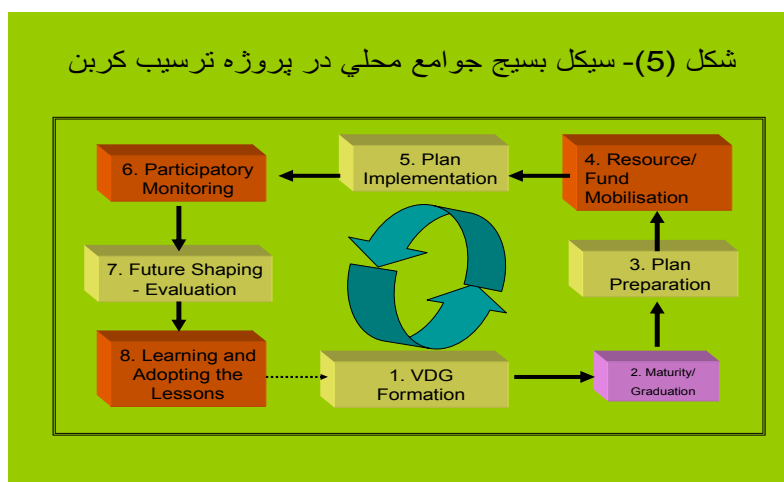 شكل (5)- سيكل بسيج جوامع محلي در پروژه ترسيب كربن
6. Participatory
Monitoring
5. Plan
Implementation
4. Resource/
Fund
Mobilisation
7. Future Shaping
- Evaluation
3. Plan
Preparation
8. Learning and
Adopting the
Lessons
1. VDG
Formation
2. Maturity/
Graduation